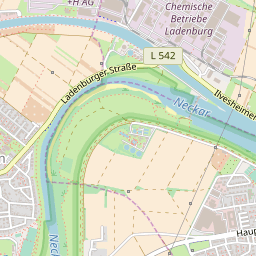 +H AG
Chemische
Betriebe
Ladenburg
L 542
Ladenburger Straße
Neckar
Ilvesheimer
n
Neck
Haup